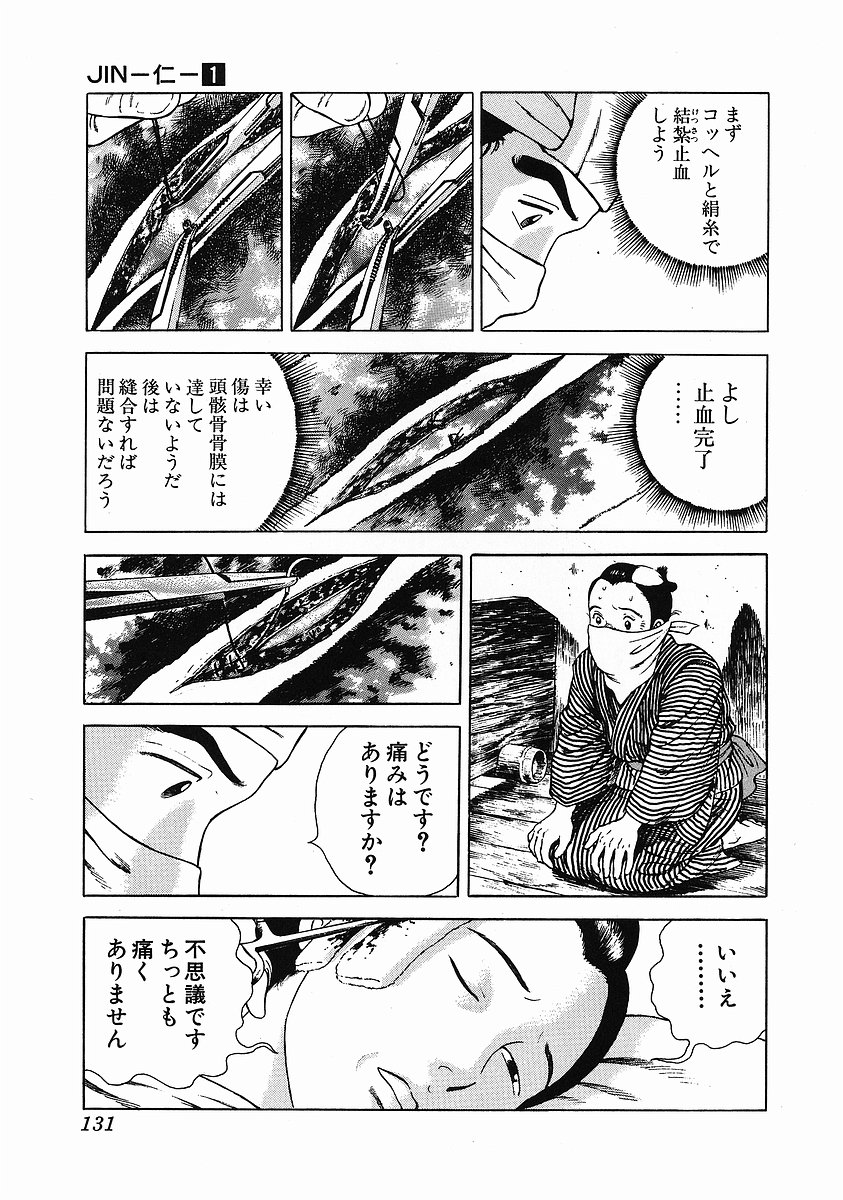 JIN－仁－1
まず
コッヘルと絹糸で
結紮止血
けっさつ
しよう
よし
止血完了
……
幸い
傷は
頭骸骨骨膜には
達して
いないようだ
後は
縫合すれば
問題ないだろう
どうです?
痛みは
ありますか?
いいえ
………
不思議です
ちっとも
痛く
ありません
131